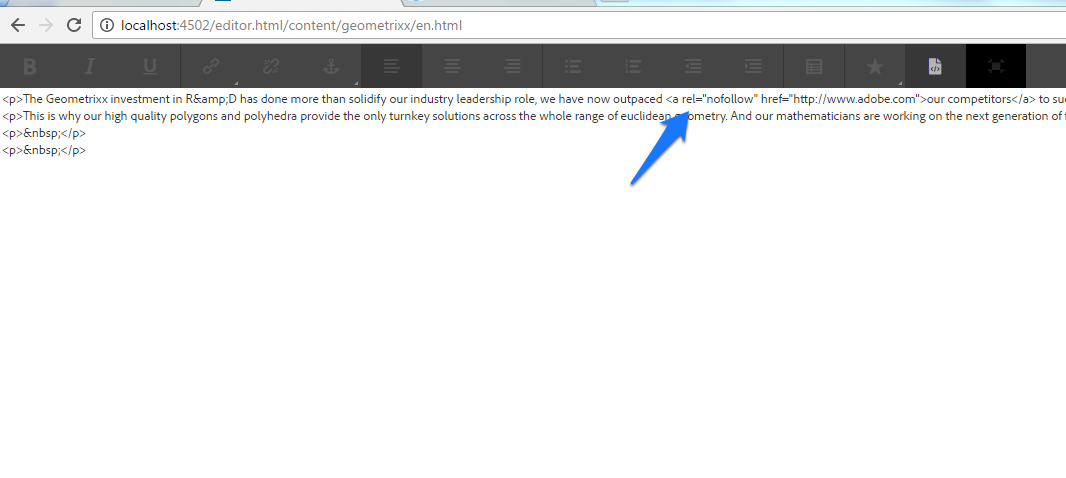 localhost:4502/editor.html/content/geometrixx/en.html
B I U
<p>The Geometrixx investment in R&amp;D has done more than solidify our industry leadership role, we have now outpaced <a rel="nofollow" href="http://www.adobe.com">our competitors</a> to su
<p>This is why our high quality polygons and polyhedra provide the only turnkey solutions across the whole range of euclidean geometry. And our mathematicians are working on the next generation of f
<p>&nbsp;</p>
<p>&nbsp;</p>